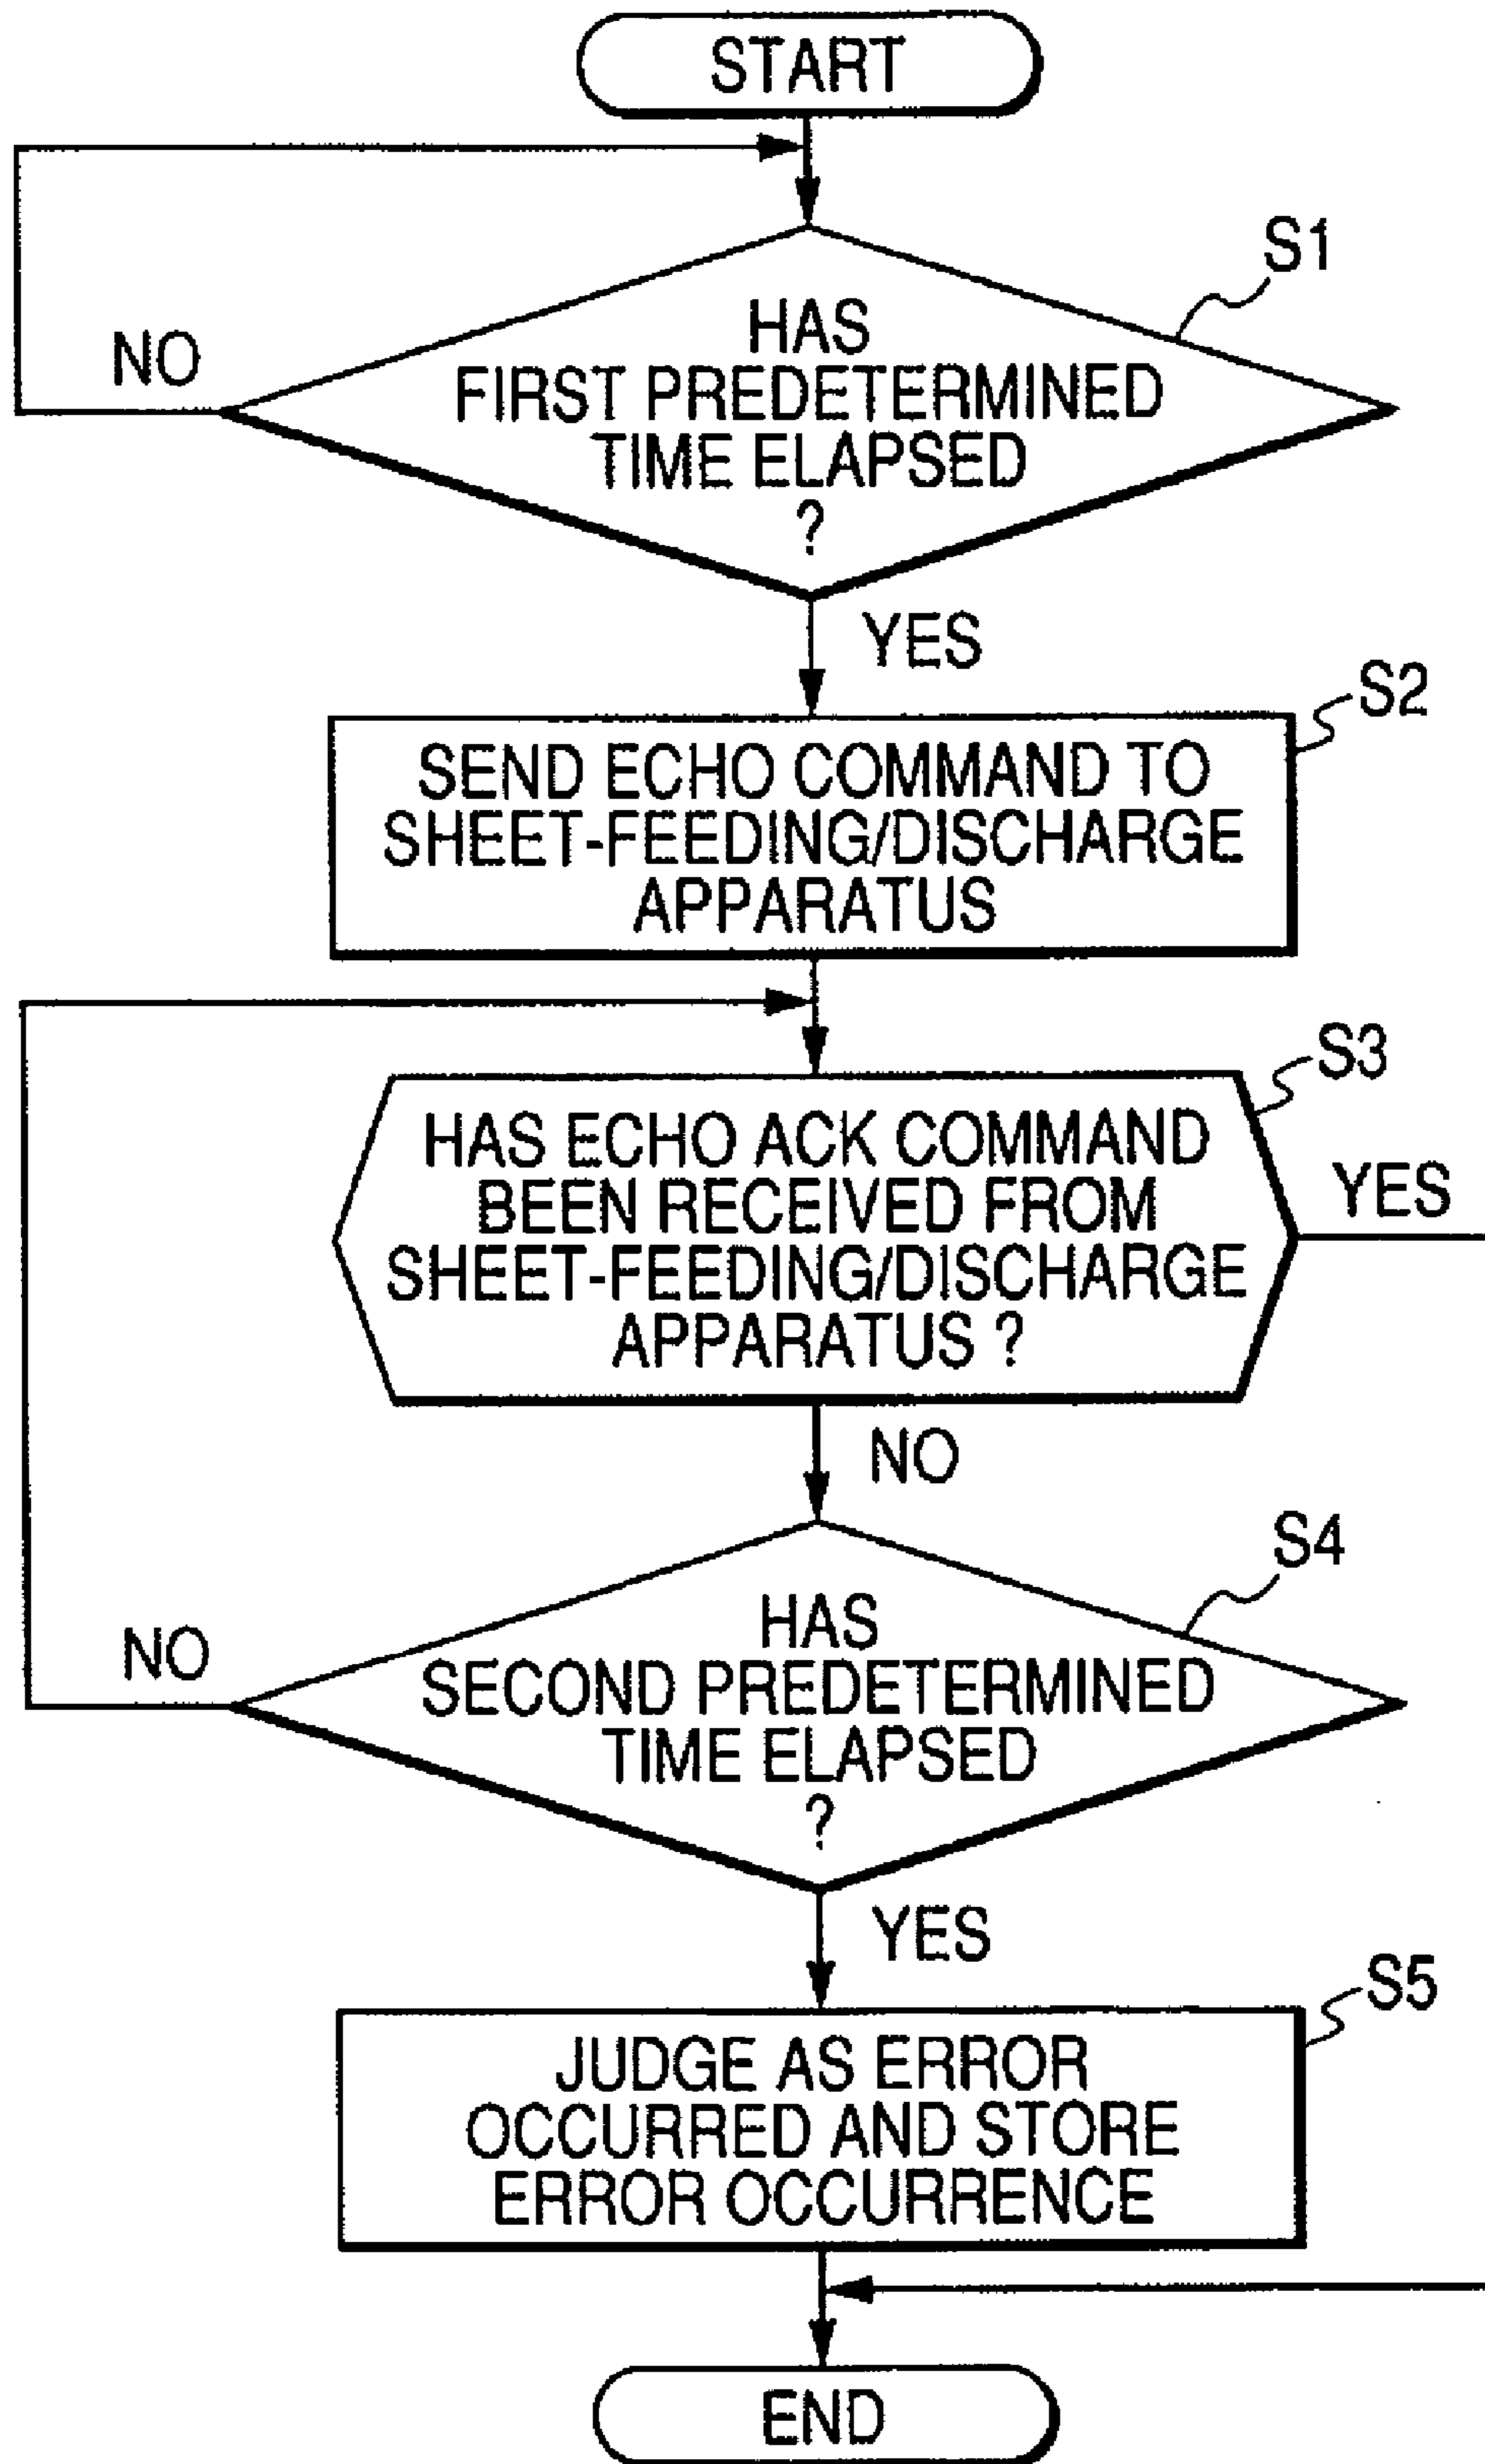 START
S1
HAS
FIRST PREDETERMINED
TIME ELAPSED
?
NO
YES
S2
SEND ECHO COMMAND TO
SHEET-FEEDING/DISCHARGE
APPARATUS
S3
HAS ECHO ACK COMMAND
BEEN RECEIVED FROM
SHEET-FEEDING/DISCHARGE
APPARATUS ?
YES
NO
S4
HAS
SECOND PREDETERMINED
TIME ELAPSED
?
NO
YES
S5
JUDGE AS ERROR
OCCURRED AND STORE
ERROR OCCURRENCE
END